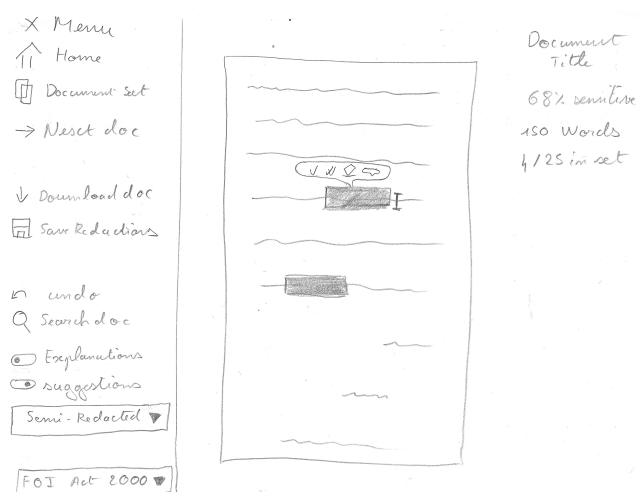 Menu
Home
Document Set
Next doc
Download doc
Save Redactions
undo
Search doc
Explanations
suggestions
Semi-Redacted
FOI Act 2000
Document
Title
68% sensitive
150 Words
4/25 in set